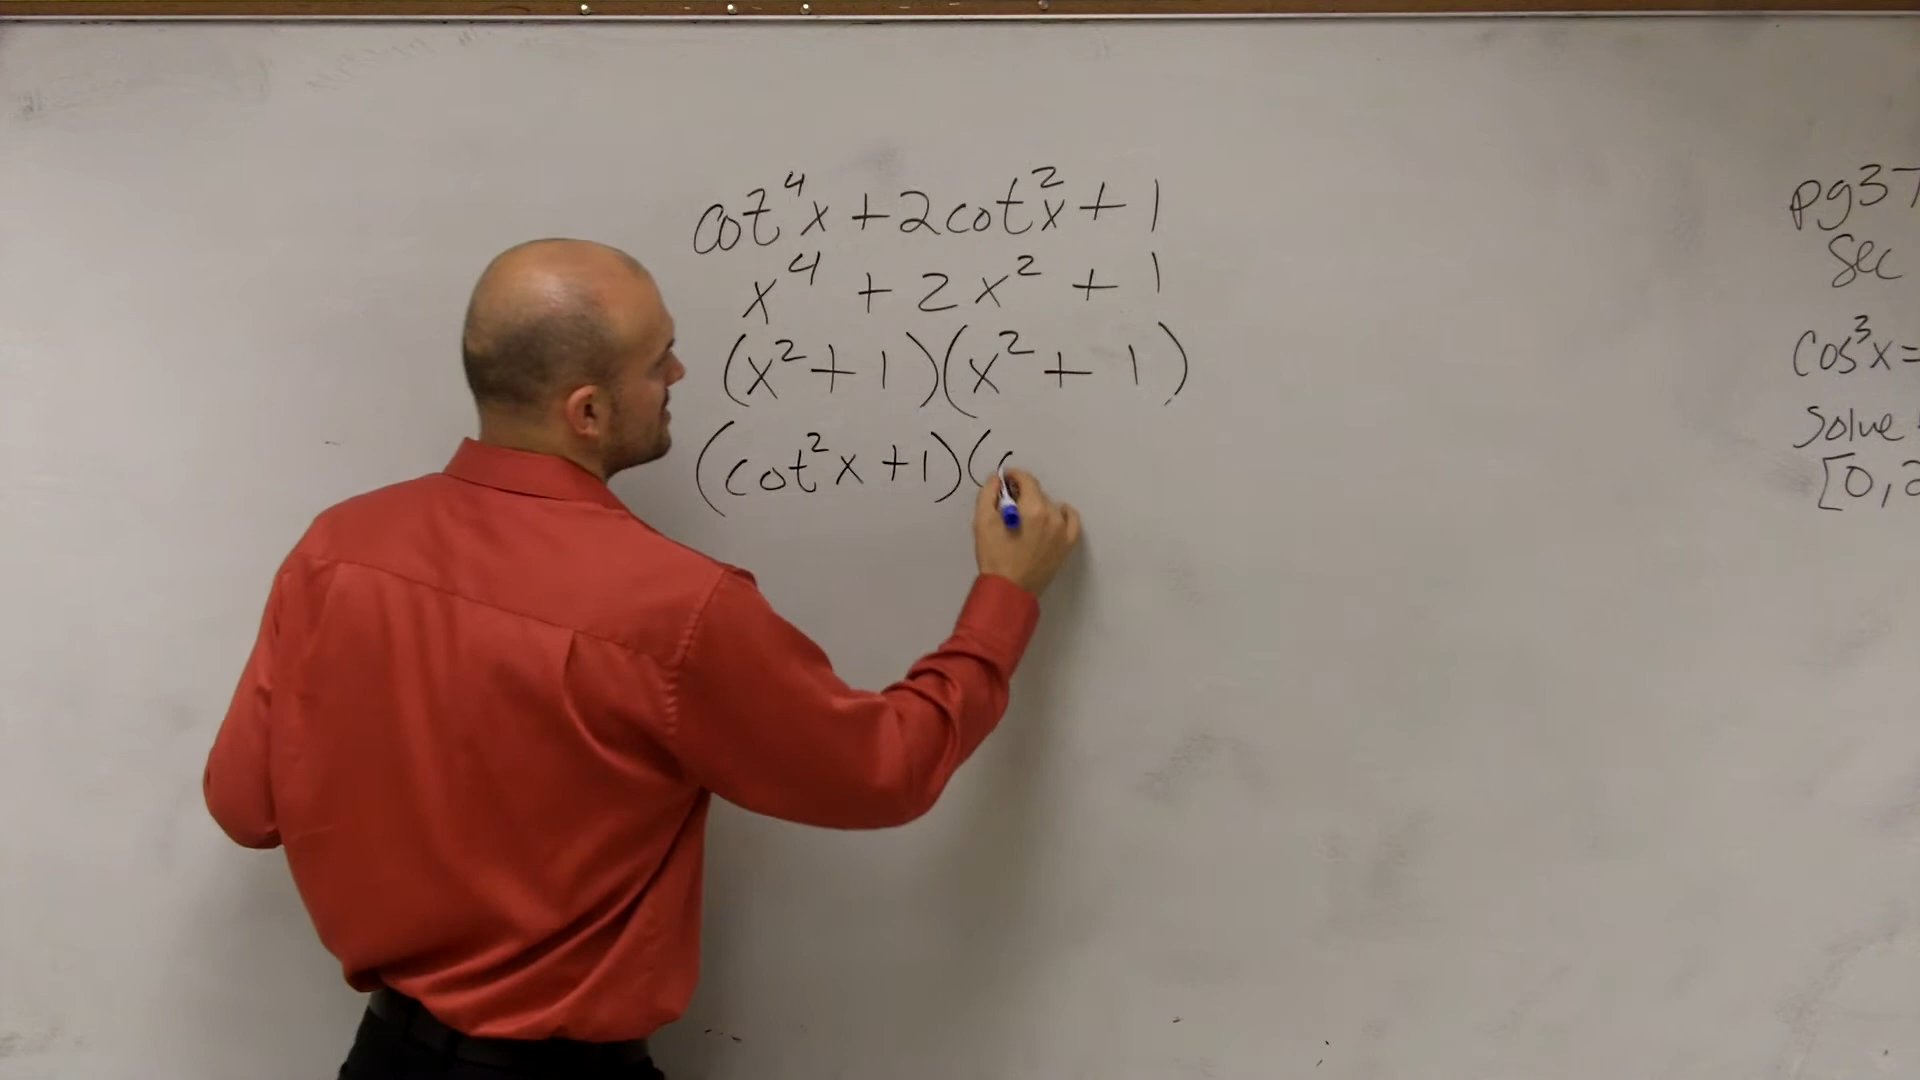 cot⁴x + 2cot²x + 1
x⁴ + 2x² + 1
(x² + 1)(x² + 1)
(cot²x + 1)(c
pg37
Sec
cos³x =
Solve
[0, 2